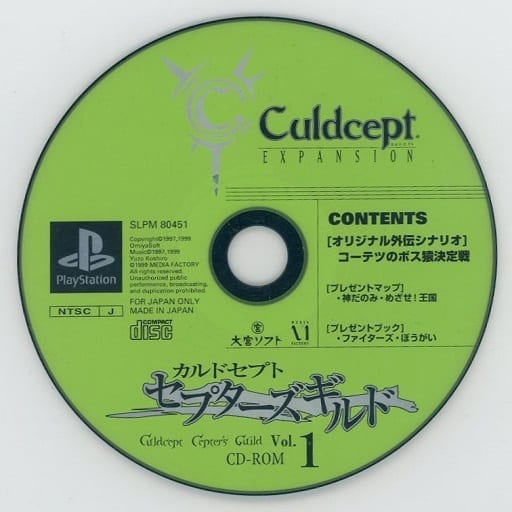 Culdcept
EXPANSION
SLPM 80451
Copyright©1997,1999
OmiyaSoft
Music©1997,1999
Yuzo Koshiro
©1999 MEDIA FACTORY
All rights reserved.
Unauthorized public
performance, broadcasting,
and duplication prohibited.
FOR JAPAN ONLY
MADE IN JAPAN
PlayStation
NTSC J
COMPACT
disc
CONTENTS
[オリジナル外伝シナリオ]
コーテツのボス猿決定戦
[プレゼントマップ]
・神だのみ・めざせ!王国
[プレゼントブック]
・ファイターズ・ぼうがい
大宮ソフト
MEDIA
FACTORY
カルドセプト
セプターズギルド
Culdcept Cepter's Guild Vol. 1
CD-ROM